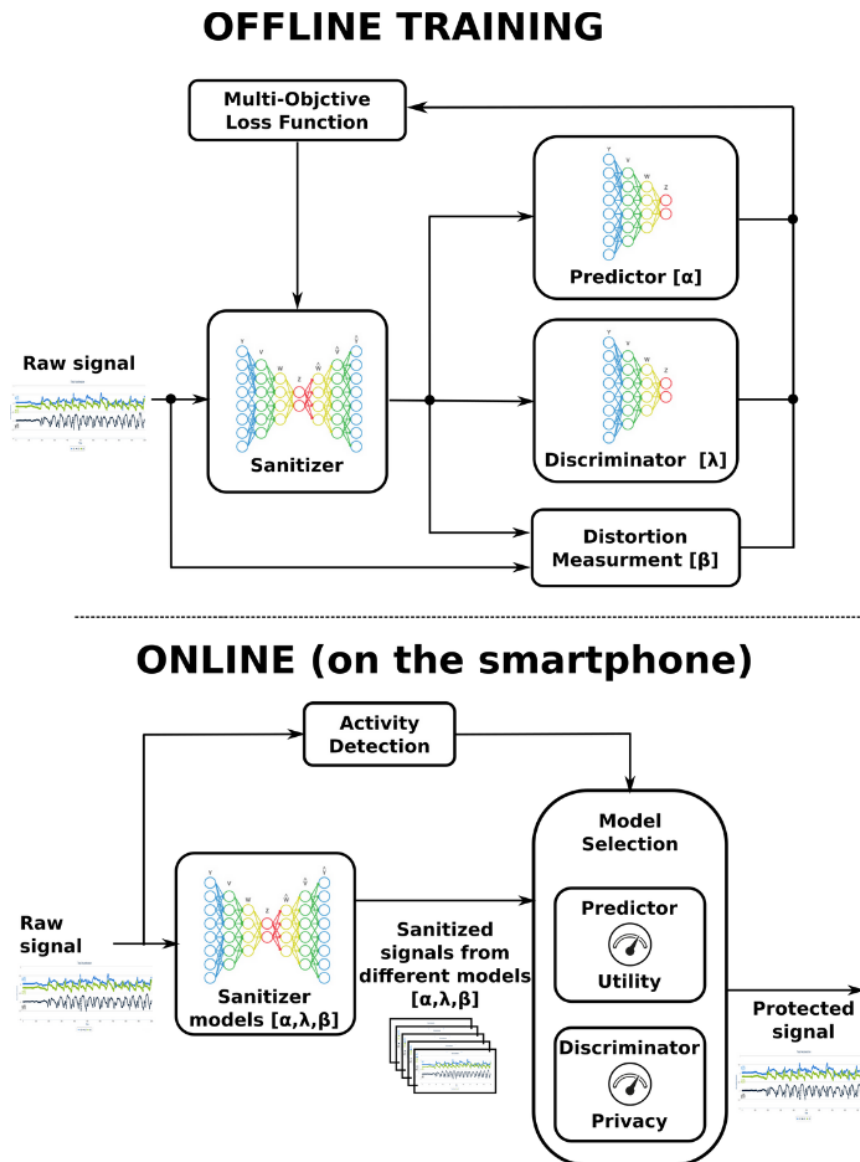 OFFLINE TRAINING
Multi-Objctive
Loss Function
Y
V
W
Z
Predictor [α]
Raw signal
Y
V
W
Z
Ŵ
V̂
Ŷ
Sanitizer
Y
V
W
Z
Discriminator [λ]
Distortion
Measurment [β]
ONLINE (on the smartphone)
Activity
Detection
Model
Selection
Raw
signal
Y
V
W
Z
Ŵ
V̂
Ŷ
Sanitizer
models [α,λ,β]
Sanitized
signals from
different models
[α,λ,β]
Predictor
Utility
Discriminator
Privacy
Protected
signal